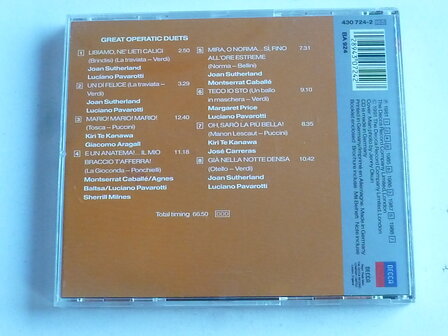 GREAT OPERATIC DUETS
1 LIBIAMO, NE' LIETI CALICI 2.50
(Brindisi) (La traviata – Verdi)
Joan Sutherland
Luciano Pavarotti
2 UN DI FELICE (La traviata – 3.29
Verdi)
Joan Sutherland
Luciano Pavarotti
3 MARIO! MARIO! MARIO! 9.40
(Tosca – Puccini)
Kiri Te Kanawa
Giacomo Aragall
4 E UN ANATEMA!... IL MIO 11.18
BRACCIO T'AFFERRA!
(La Gioconda – Ponchielli)
Montserrat Caballé/Agnes
Baltsa/Luciano Pavarotti
Sherrill Milnes
5 MIRA, O NORMA...SÌ, FINO 7.31
ALL'ORE ESTREME
(Norma – Bellini)
Joan Sutherland
Montserrat Caballé
6 TECO IO STO (Un ballo 9.10
in maschera – Verdi)
Margaret Price
Luciano Pavarotti
7 OH, SARÒ LA PIÙ BELLA! 8.35
(Manon Lescaut – Puccini)
Kiri Te Kanawa
José Carreras
8 GIÀ NELLA NOTTE DENSA 10.42
(Otello – Verdi)
Joan Sutherland
Luciano Pavarotti
Total timing 66.50 DDD
430 724-2
BA 924
DECCA